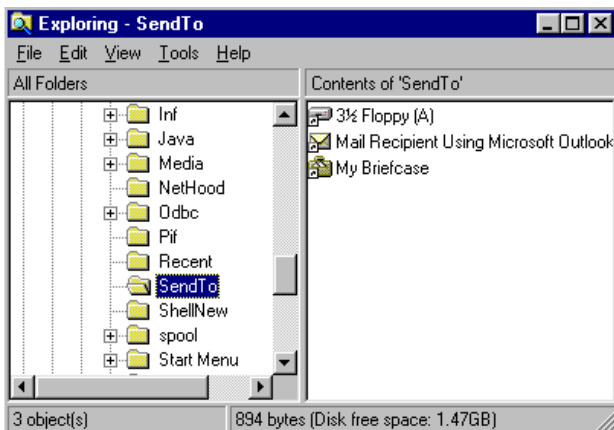 Exploring - SendTo
File Edit View Tools Help
All Folders
Contents of 'SendTo'
Inf
Java
Media
NetHood
Odbc
Pif
Recent
SendTo
ShellNew
spool
Start Menu
3½ Floppy (A)
Mail Recipient Using Microsoft Outlook
My Briefcase
3 object(s)
894 bytes (Disk free space: 1.47GB)